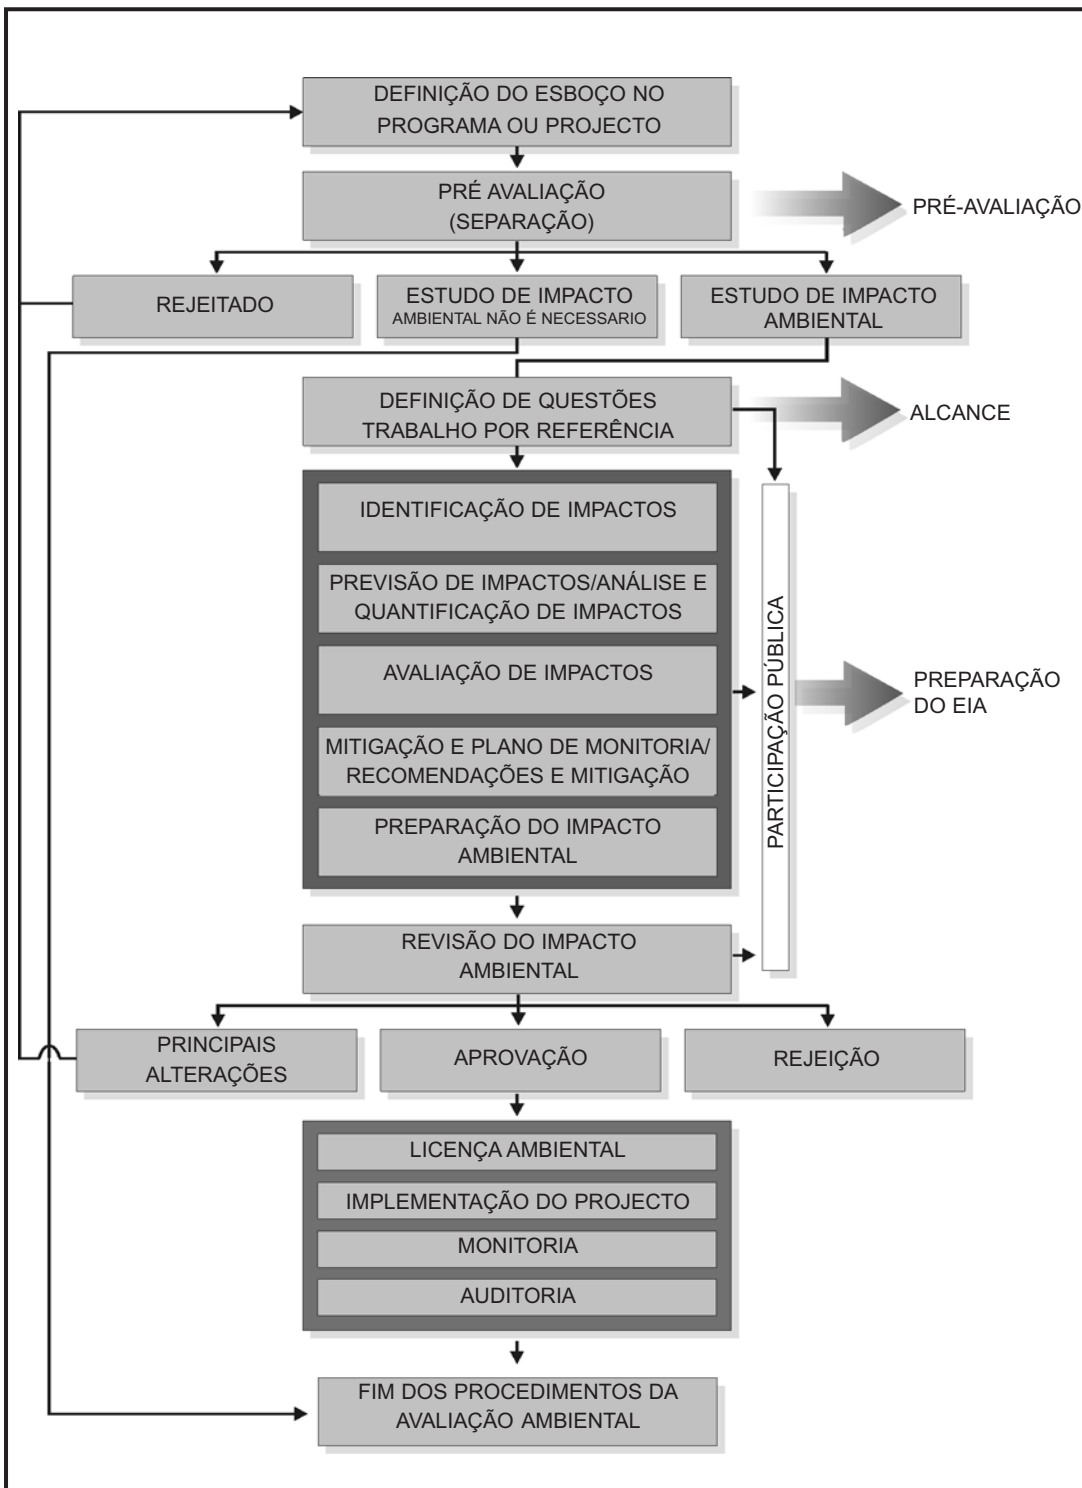 DEFINIÇÃO DO ESBOÇO NO
PROGRAMA OU PROJECTO
PRÉ AVALIAÇÃO
(SEPARAÇÃO)
PRÉ-AVALIAÇÃO
REJEITADO
ESTUDO DE IMPACTO
AMBIENTAL NÃO É NECESSARIO
ESTUDO DE IMPACTO
AMBIENTAL
DEFINIÇÃO DE QUESTÕES
TRABALHO POR REFERÊNCIA
ALCANCE
IDENTIFICAÇÃO DE IMPACTOS
PREVISÃO DE IMPACTOS/ANÁLISE E
QUANTIFICAÇÃO DE IMPACTOS
AVALIAÇÃO DE IMPACTOS
MITIGAÇÃO E PLANO DE MONITORIA/
RECOMENDAÇÕES E MITIGAÇÃO
PREPARAÇÃO DO IMPACTO
AMBIENTAL
PARTICIPAÇÃO PÚBLICA
PREPARAÇÃO
DO EIA
REVISÃO DO IMPACTO
AMBIENTAL
PRINCIPAIS
ALTERAÇÕES
APROVAÇÃO
REJEIÇÃO
LICENÇA AMBIENTAL
IMPLEMENTAÇÃO DO PROJECTO
MONITORIA
AUDITORIA
FIM DOS PROCEDIMENTOS DA
AVALIAÇÃO AMBIENTAL